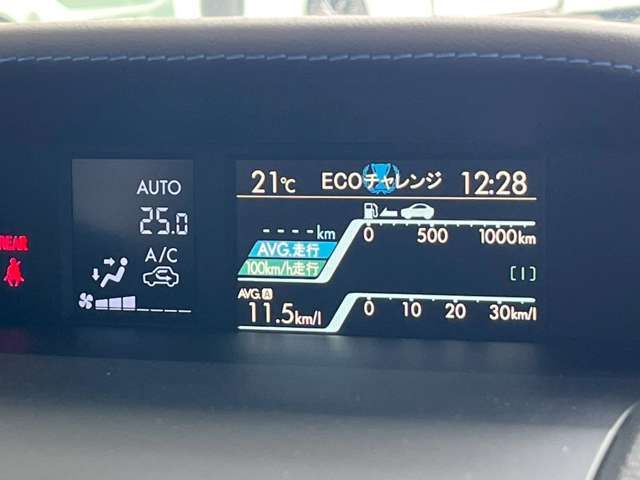 AUTO
25.0
A/C
REAR
21℃ ECOチャレンジ 12:28
---- km
0 500 1000km
AVG.走行
100km/h走行
[1]
AVG.A
11.5km/l
0 10 20 30km/l